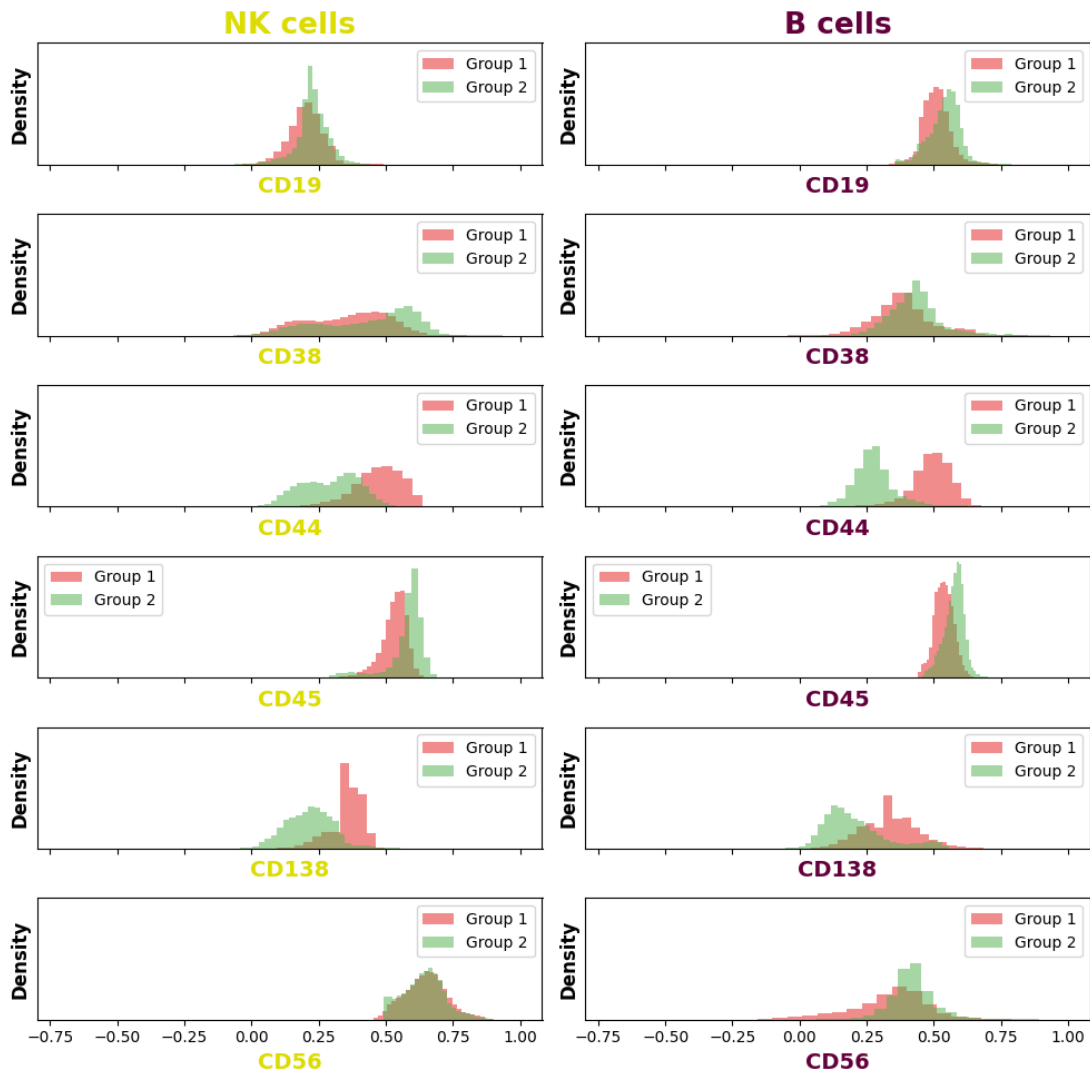 NK cells
B cells
Density
Group 1
Group 2
CD19
Density
Group 1
Group 2
CD19
Density
Group 1
Group 2
CD38
Density
Group 1
Group 2
CD38
Density
Group 1
Group 2
CD44
Density
Group 1
Group 2
CD44
Density
Group 1
Group 2
CD45
Density
Group 1
Group 2
CD45
Density
Group 1
Group 2
CD138
Density
Group 1
Group 2
CD138
Density
Group 1
Group 2
−0.75 −0.50 −0.25 0.00 0.25 0.50 0.75 1.00
CD56
Density
Group 1
Group 2
−0.75 −0.50 −0.25 0.00 0.25 0.50 0.75 1.00
CD56